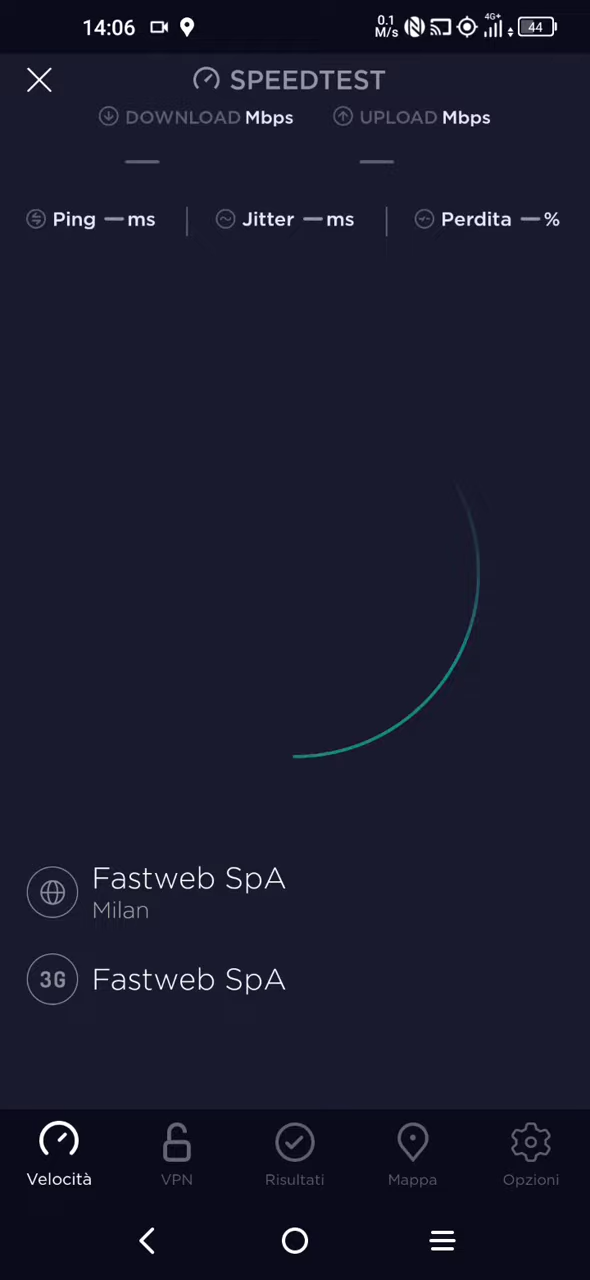 14:06
0.1
M/s
4G+
44
SPEEDTEST
DOWNLOAD Mbps
UPLOAD Mbps
— —
Ping — ms
Jitter — ms
Perdita — %
Fastweb SpA
Milan
3G Fastweb SpA
Velocità
VPN
Risultati
Mappa
Opzioni